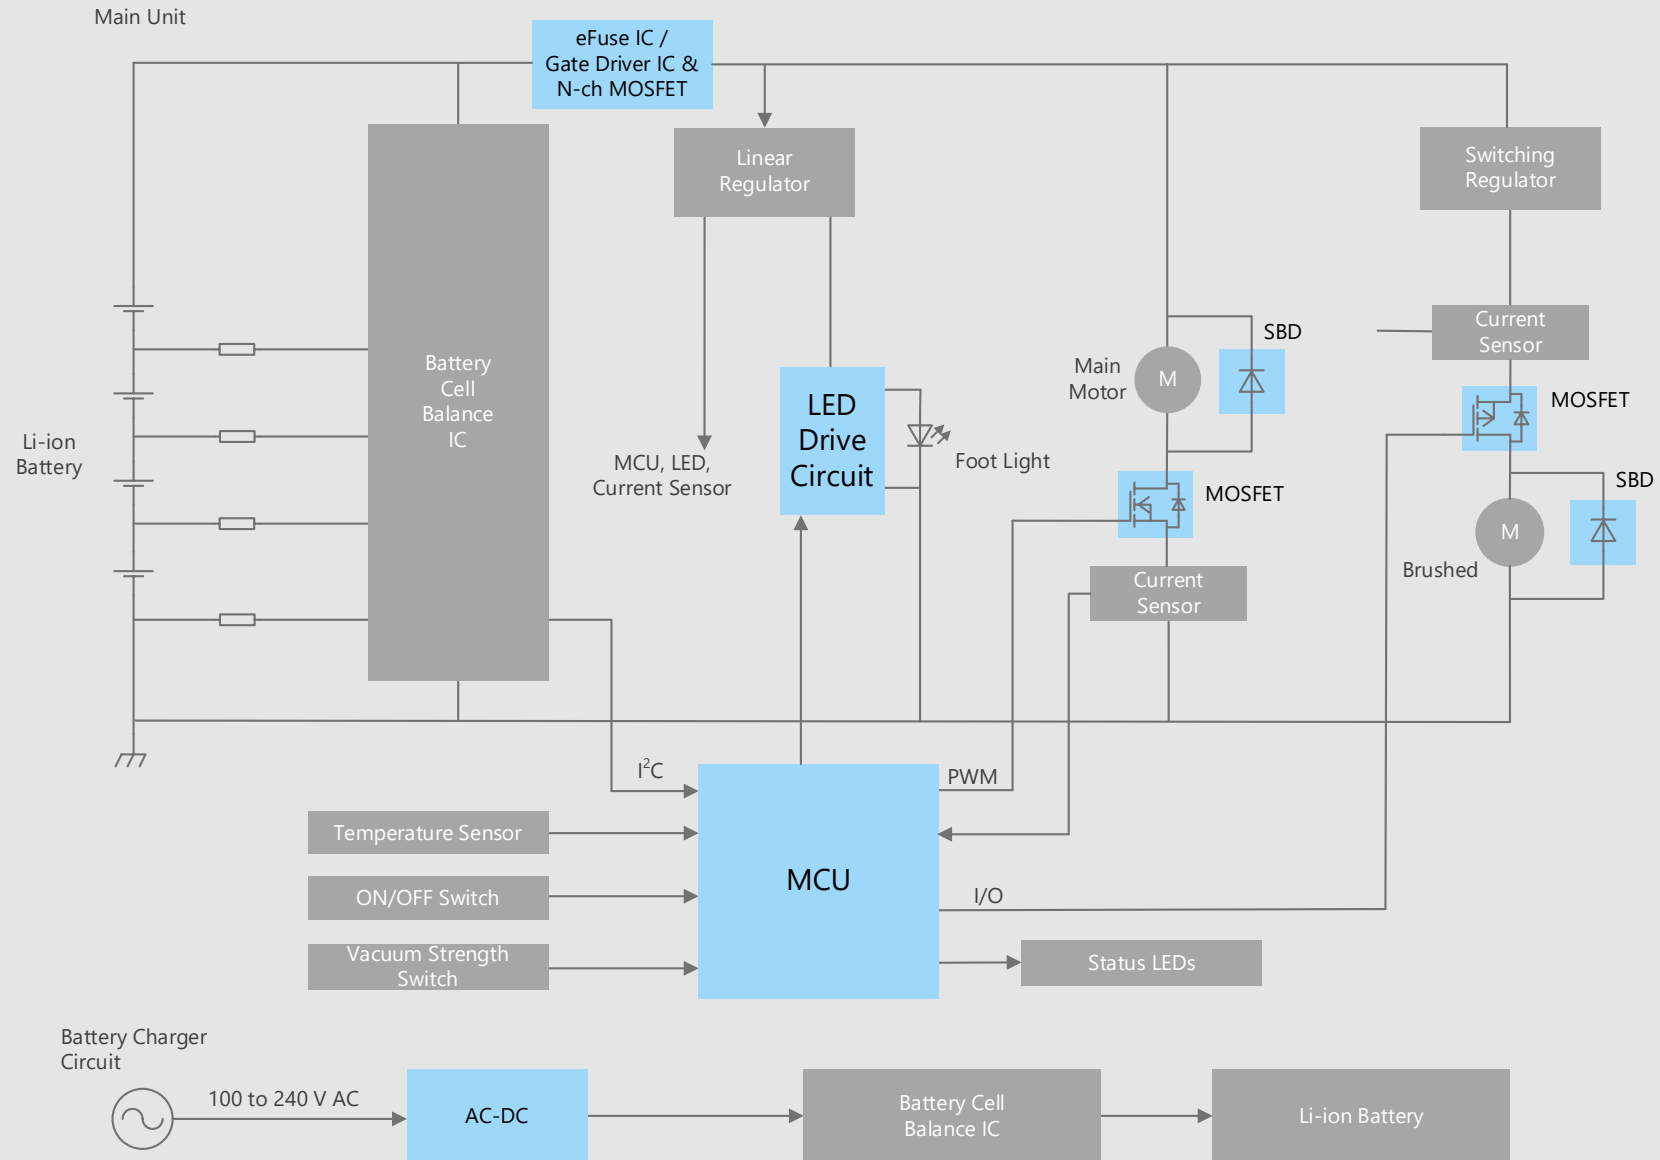 Main Unit
eFuse IC /
Gate Driver IC &
N-ch MOSFET
Linear
Regulator
Switching
Regulator
Current
Sensor
SBD
Main
Motor
M
MOSFET
Battery
Cell
Balance
IC
LED
Drive
Circuit
Li-ion
Battery
MCU, LED,
Current Sensor
Foot Light
MOSFET
SBD
M
Brushed
Current
Sensor
I²C
PWM
Temperature Sensor
MCU
ON/OFF Switch
I/O
Vacuum Strength
Switch
Status LEDs
Battery Charger
Circuit
100 to 240 V AC
AC-DC
Battery Cell
Balance IC
Li-ion Battery